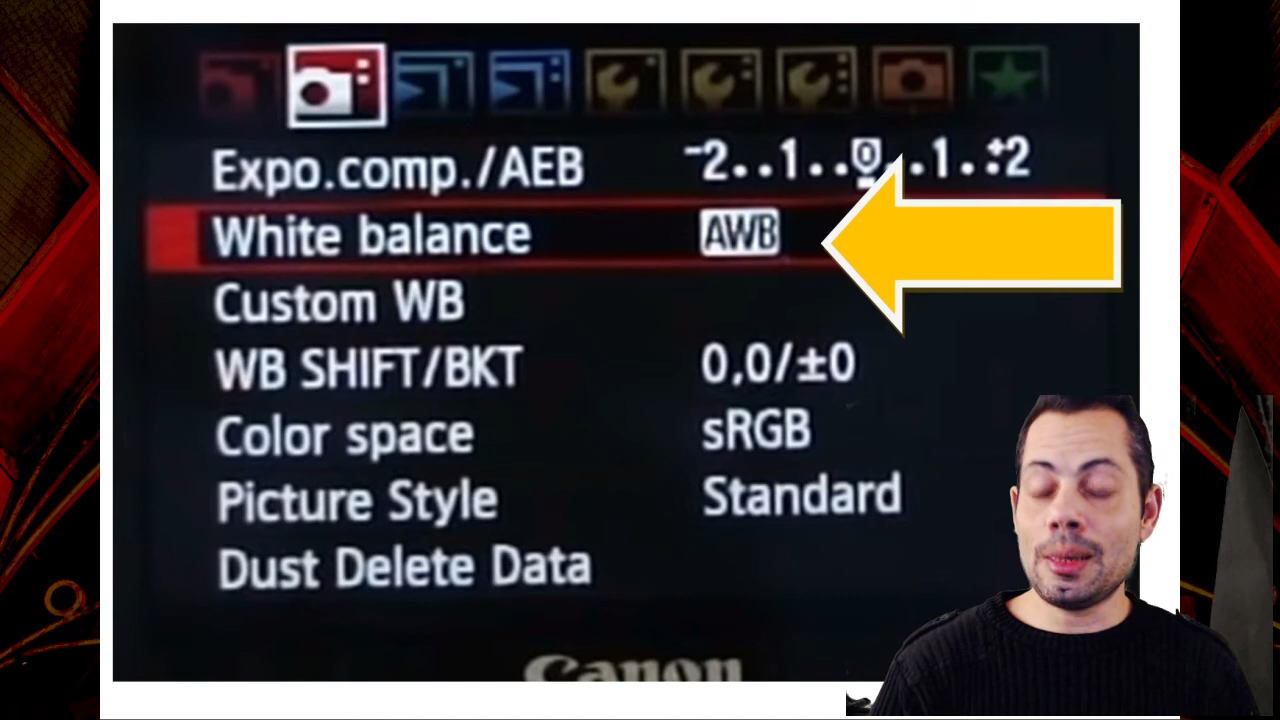 Expo.comp./AEB -2..1..0..1.:+2
White balance AWB
Custom WB
WB SHIFT/BKT 0,0/±0
Color space sRGB
Picture Style Standard
Dust Delete Data
Canon